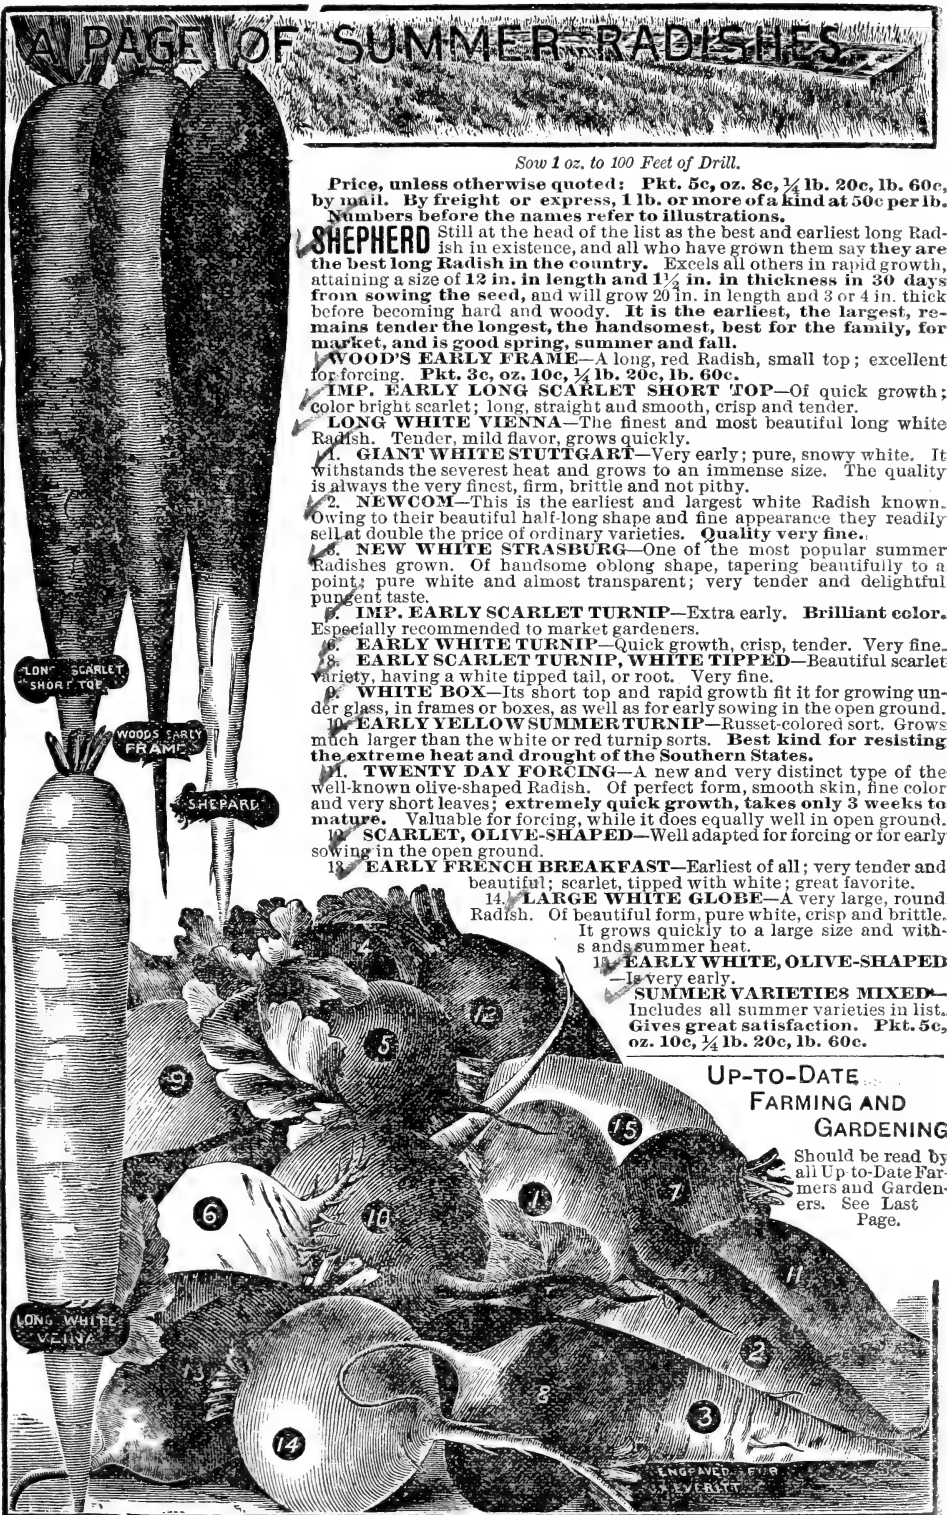 A PAGE OF SUMMER RADISHES.
Sow 1 oz. to 100 Feet of Drill.
Price, unless otherwise quoted: Pkt. 5c, oz. 8c, ¼ lb. 20c, lb. 60c,
by mail. By freight or express, 1 lb. or more of a kind at 50c per lb.
Numbers before the names refer to illustrations.
SHEPHERD Still at the head of the list as the best and earliest long Rad-
ish in existence, and all who have grown them say they are
the best long Radish in the country. Excels all others in rapid growth,
attaining a size of 12 in. in length and 1½ in. in thickness in 30 days
from sowing the seed, and will grow 20 in. in length and 3 or 4 in. thick
before becoming hard and woody. It is the earliest, the largest, re-
mains tender the longest, the handsomest, best for the family, for
market, and is good spring, summer and fall.
WOOD'S EARLY FRAME—A long, red Radish, small top; excellent
for forcing. Pkt. 3c, oz. 10c, ¼ lb. 20c, lb. 60c.
IMP. EARLY LONG SCARLET SHORT TOP—Of quick growth;
color bright scarlet; long, straight and smooth, crisp and tender.
LONG WHITE VIENNA—The finest and most beautiful long white
Radish. Tender, mild flavor, grows quickly.
1. GIANT WHITE STUTTGART—Very early; pure, snowy white. It
withstands the severest heat and grows to an immense size. The quality
is always the very finest, firm, brittle and not pithy.
2. NEWCOM—This is the earliest and largest white Radish known.
Owing to their beautiful half-long shape and fine appearance they readily
sell at double the price of ordinary varieties. Quality very fine.
3. NEW WHITE STRASBURG—One of the most popular summer
Radishes grown. Of handsome oblong shape, tapering beautifully to a
point; pure white and almost transparent; very tender and delightful
pungent taste.
5. IMP. EARLY SCARLET TURNIP—Extra early. Brilliant color.
Especially recommended to market gardeners.
6. EARLY WHITE TURNIP—Quick growth, crisp, tender. Very fine.
8. EARLY SCARLET TURNIP, WHITE TIPPED—Beautiful scarlet
variety, having a white tipped tail, or root. Very fine.
9. WHITE BOX—Its short top and rapid growth fit it for growing un-
der glass, in frames or boxes, as well as for early sowing in the open ground.
10. EARLY YELLOW SUMMER TURNIP—Russet-colored sort. Grows
much larger than the white or red turnip sorts. Best kind for resisting
the extreme heat and drought of the Southern States.
11. TWENTY DAY FORCING—A new and very distinct type of the
well-known olive-shaped Radish. Of perfect form, smooth skin, fine color
and very short leaves; extremely quick growth, takes only 3 weeks to
mature. Valuable for forcing, while it does equally well in open ground.
12. SCARLET, OLIVE-SHAPED—Well adapted for forcing or for early
sowing in the open ground.
13. EARLY FRENCH BREAKFAST—Earliest of all; very tender and
beautiful; scarlet, tipped with white; great favorite.
14. LARGE WHITE GLOBE—A very large, round
Radish. Of beautiful form, pure white, crisp and brittle.
It grows quickly to a large size and with-
s ands summer heat.
15. EARLY WHITE, OLIVE-SHAPED
—Is very early.
SUMMER VARIETIES MIXED—
Includes all summer varieties in list.
Gives great satisfaction. Pkt. 5c,
oz. 10c, ¼ lb. 20c, lb. 60c.
UP-TO-DATE
FARMING AND
GARDENING
Should be read by
all Up-to-Date Far-
mers and Garden-
ers. See Last
Page.
LONG SCARLET
SHORT TOP
WOODS EARLY
FRAME
SHEPARD
LONG WHITE
VEINA
4
12
5
9
15
7
1
6
10
11
2
13
8
3
14
ENGRAVED FOR
EVERITT